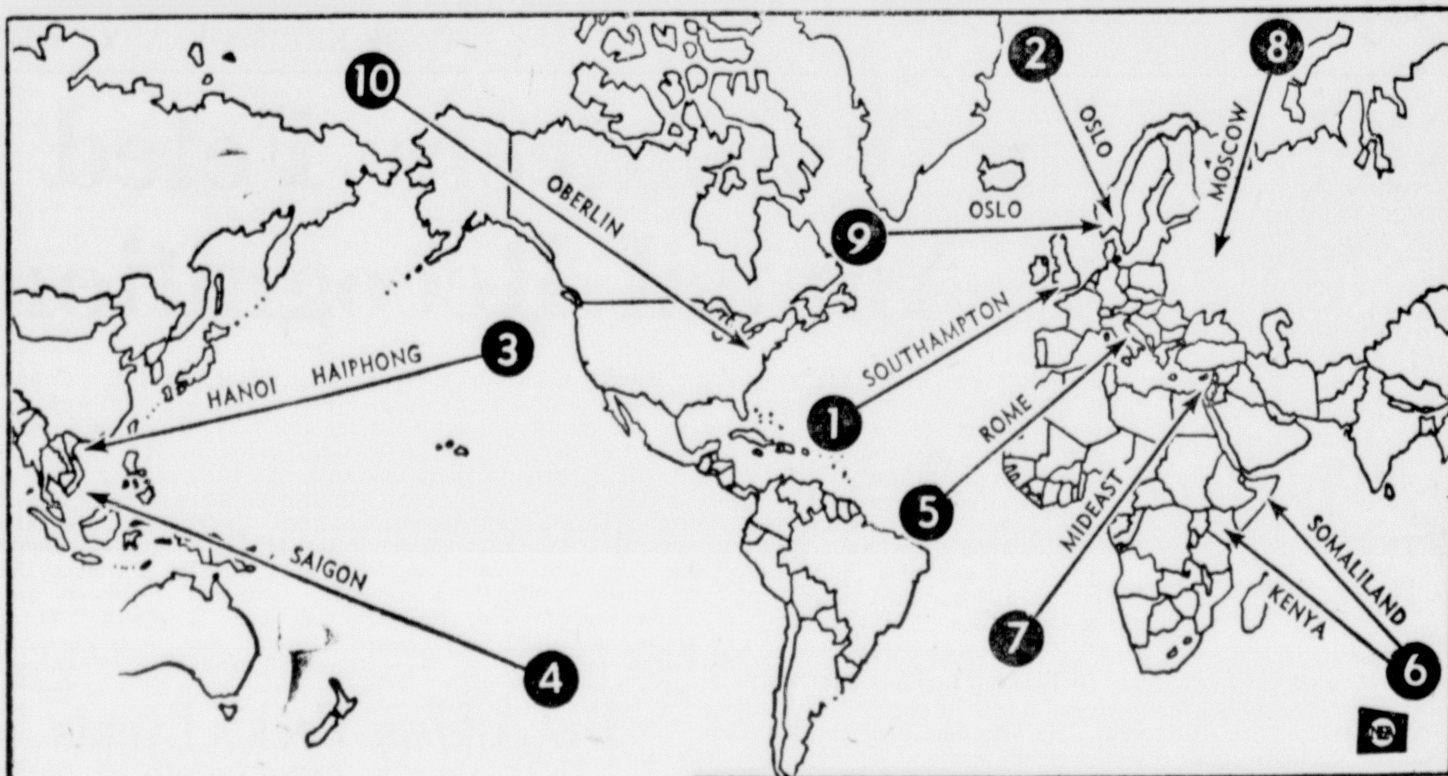 10
OBERLIN
2
OSLO
8
MOSCOW
9
OSLO
3
HANOI HAIPHONG
1
SOUTHAMPTON
5
ROME
7
MIDEAST
6
SOMALILAND
KENYA
4
SAIGON
NEA